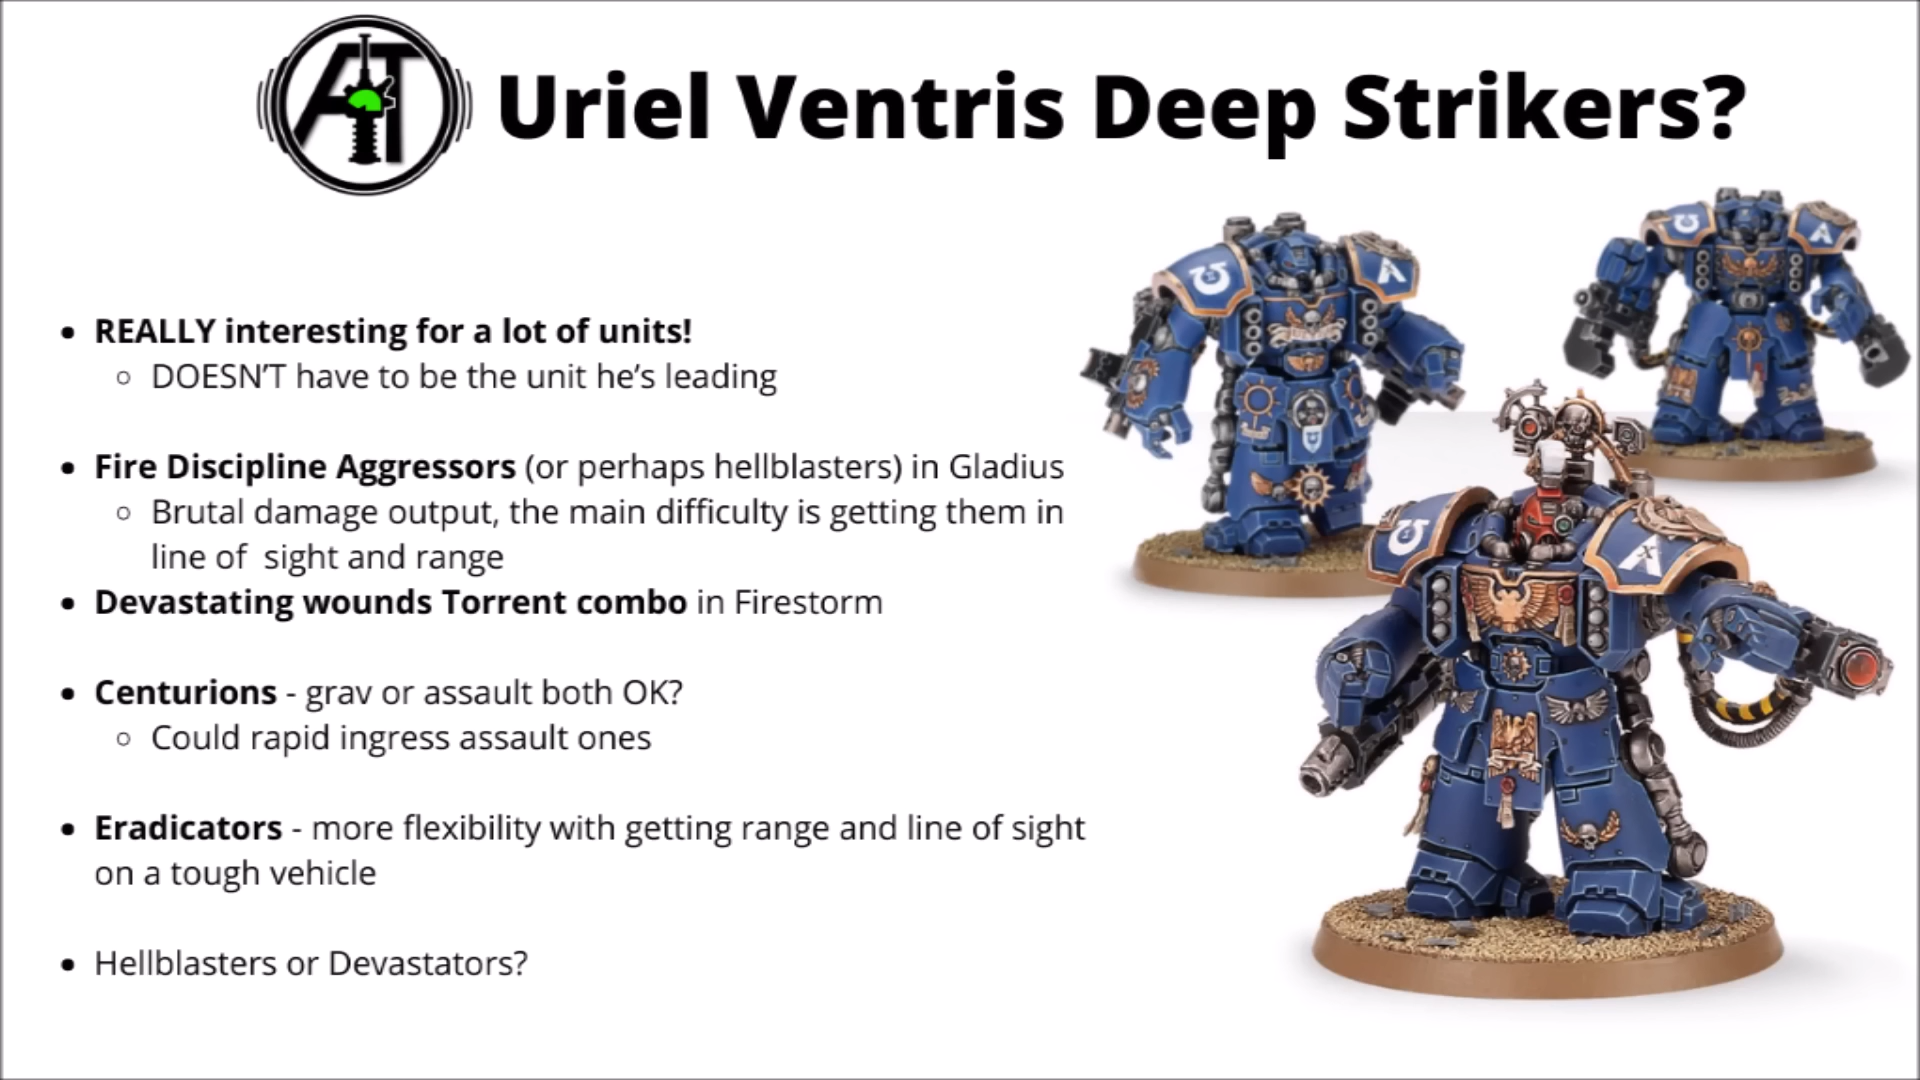 AT
Uriel Ventris Deep Strikers?
• REALLY interesting for a lot of units!
○ DOESN'T have to be the unit he's leading
• Fire Discipline Aggressors (or perhaps hellblasters) in Gladius
○ Brutal damage output, the main difficulty is getting them in
line of sight and range
• Devastating wounds Torrent combo in Firestorm
• Centurions - grav or assault both OK?
○ Could rapid ingress assault ones
• Eradicators - more flexibility with getting range and line of sight
on a tough vehicle
• Hellblasters or Devastators?